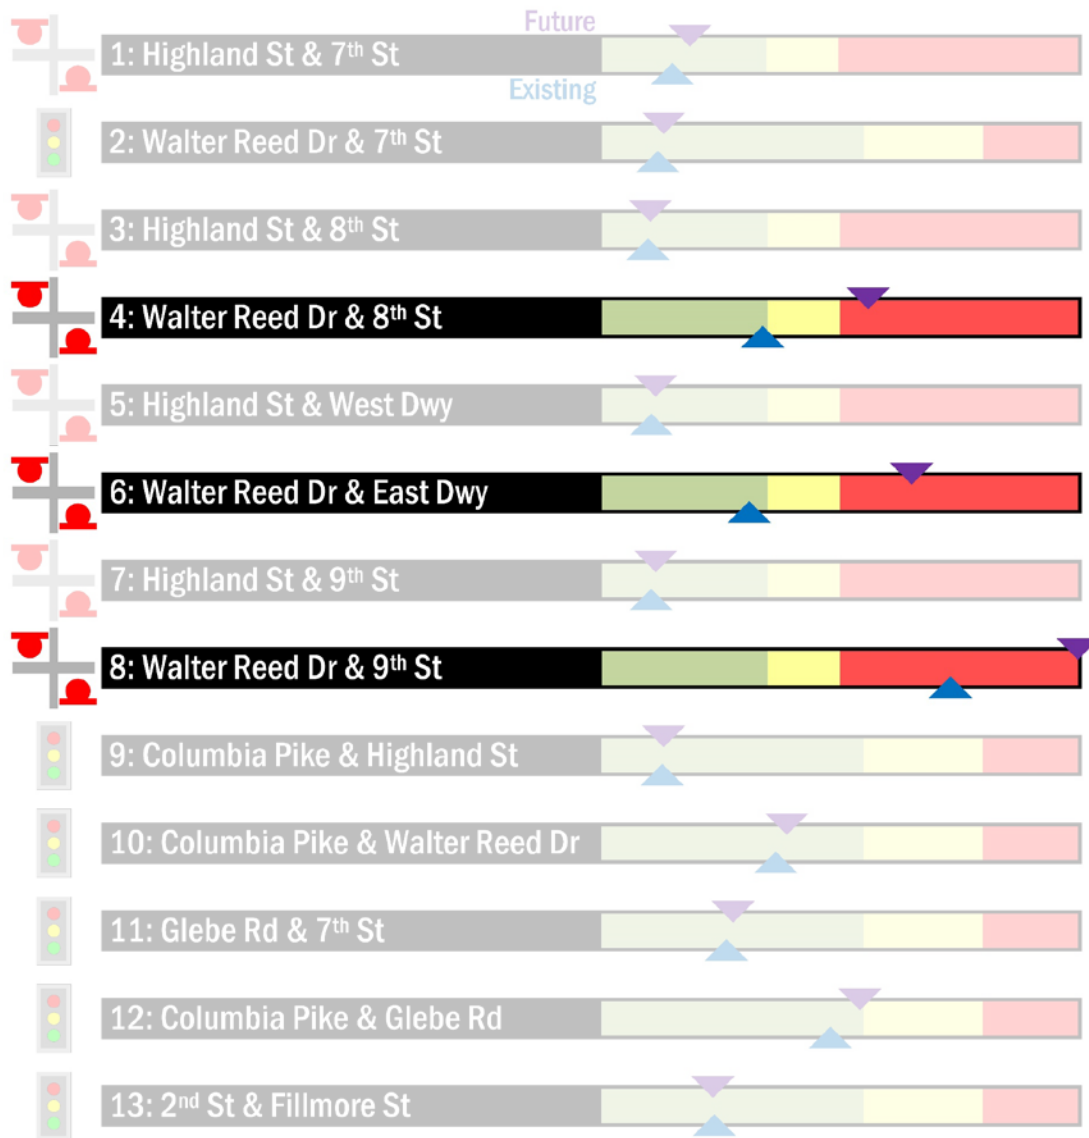 Future
1: Highland St & 7th St
Existing
2: Walter Reed Dr & 7th St
3: Highland St & 8th St
4: Walter Reed Dr & 8th St
5: Highland St & West Dwy
6: Walter Reed Dr & East Dwy
7: Highland St & 9th St
8: Walter Reed Dr & 9th St
9: Columbia Pike & Highland St
10: Columbia Pike & Walter Reed Dr
11: Glebe Rd & 7th St
12: Columbia Pike & Glebe Rd
13: 2nd St & Fillmore St